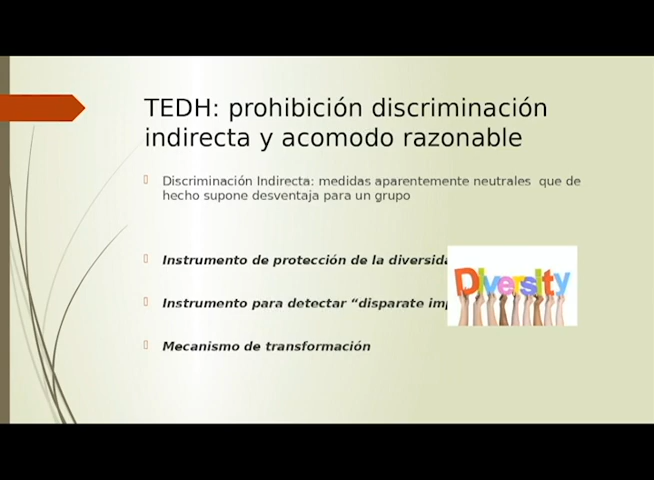 TEDH: prohibición discriminación
indirecta y acomodo razonable
Discriminación Indirecta: medidas aparentemente neutrales que de
hecho supone desventaja para un grupo
Instrumento de protección de la diversida
Instrumento para detectar “disparate im
Diversity
Mecanismo de transformación